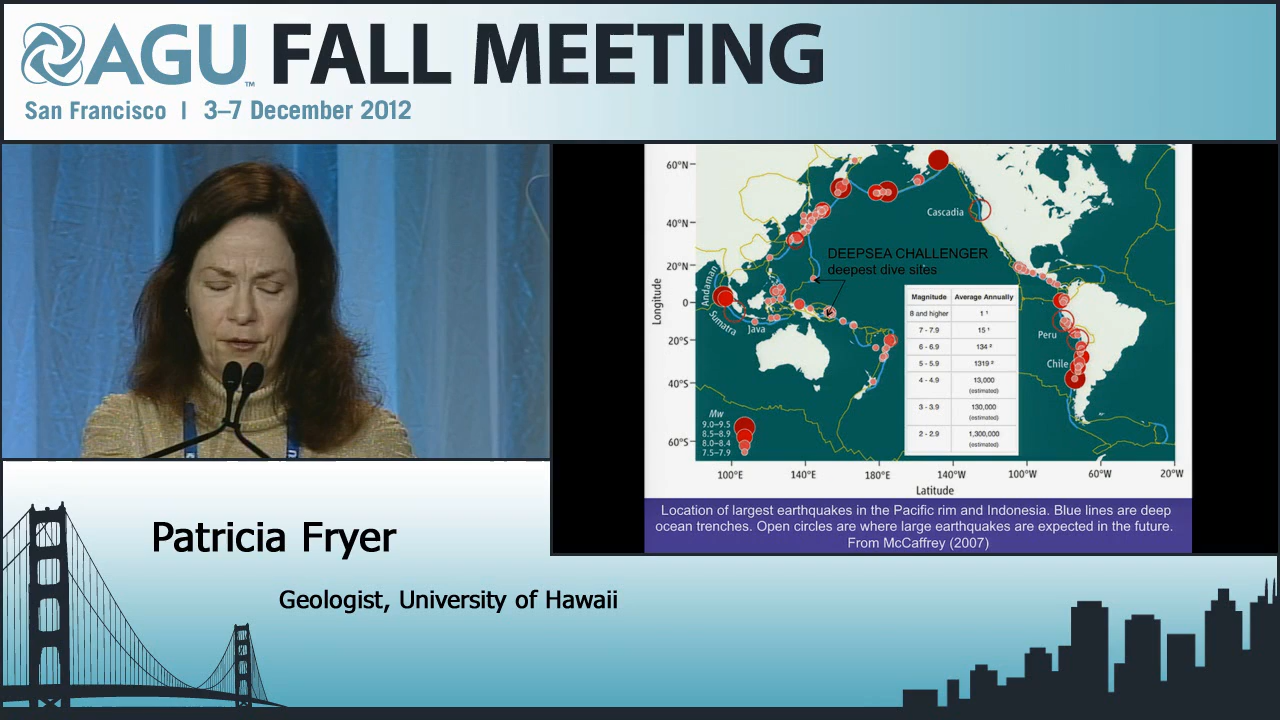 AGU™ FALL MEETING
San Francisco | 3–7 December 2012
60°N
40°N
20°N
0
20°S
40°S
60°S
Longitude
Cascadia
DEEPSEA CHALLENGER
deepest dive sites
Andaman
Sumatra
Java
Peru
Chile
Magnitude Average Annually
8 and higher 1 ¹
7 - 7.9 15 ¹
6 - 6.9 134 ²
5 - 5.9 1319 ²
4 - 4.9 13,000
(estimated)
3 - 3.9 130,000
(estimated)
2 - 2.9 1,300,000
(estimated)
Mw
9.0–9.5
8.5–8.9
8.0–8.4
7.5–7.9
100°E 140°E 180°E 140°W 100°W 60°W 20°W
Latitude
Location of largest earthquakes in the Pacific rim and Indonesia. Blue lines are deep
ocean trenches. Open circles are where large earthquakes are expected in the future.
From McCaffrey (2007)
Patricia Fryer
Geologist, University of Hawaii